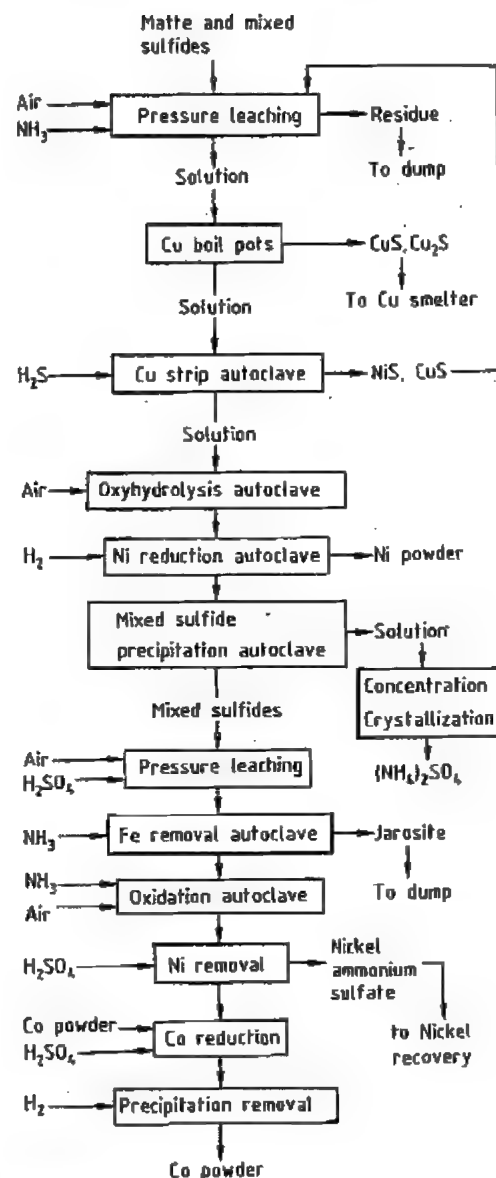 Matte and mixed
sulfides
Air
NH₃
Pressure leaching
Residue
To dump
Solution
Cu boil pots
CuS,Cu₂S
To Cu smelter
Solution
H₂S
Cu strip autoclave
NiS, CuS
Solution
Air
Oxyhydrolysis autoclave
H₂
Ni reduction autoclave
Ni powder
Mixed sulfide
precipitation autoclave
Solution
Concentration
Crystallization
(NH₄)₂SO₄
Mixed sulfides
Air
H₂SO₄
Pressure leaching
NH₃
Fe removal autoclave
Jarosite
To dump
NH₃
Air
Oxidation autoclave
H₂SO₄
Ni removal
Nickel
ammonium
sulfate
to Nickel
recovery
Co powder
H₂SO₄
Co reduction
H₂
Precipitation removal
Co powder